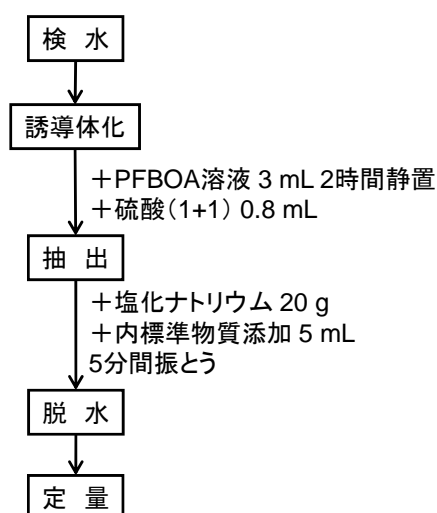 検 水
誘導体化
＋PFBOA溶液 3 mL 2時間静置
＋硫酸（1+1） 0.8 mL
抽 出
＋塩化ナトリウム 20 g
＋内標準物質添加 5 mL
5分間振とう
脱 水
定 量